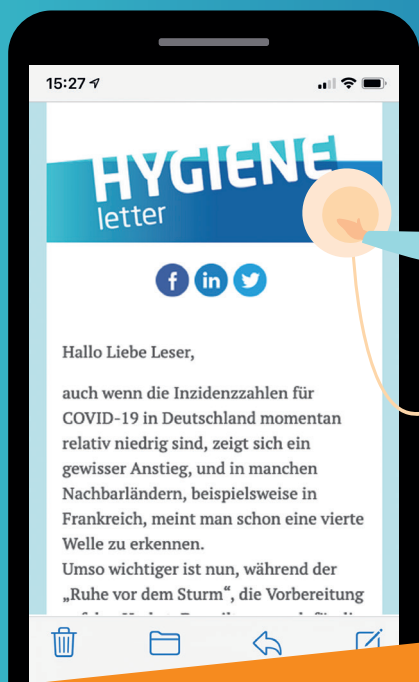 15:27
HYGIENE
letter
f in
Hallo Liebe Leser,
auch wenn die Inzidenzzahlen für
COVID-19 in Deutschland momentan
relativ niedrig sind, zeigt sich ein
gewisser Anstieg, und in manchen
Nachbarländern, beispielsweise in
Frankreich, meint man schon eine vierte
Welle zu erkennen.
Umso wichtiger ist nun, während der
„Ruhe vor dem Sturm“, die Vorbereitung